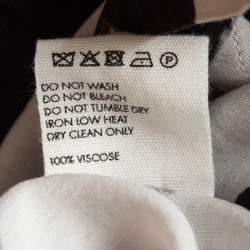 DO NOT WASH
DO NOT BLEACH
DO NOT TUMBLE DRY
IRON LOW HEAT
DRY CLEAN ONLY
100% VISCOSE